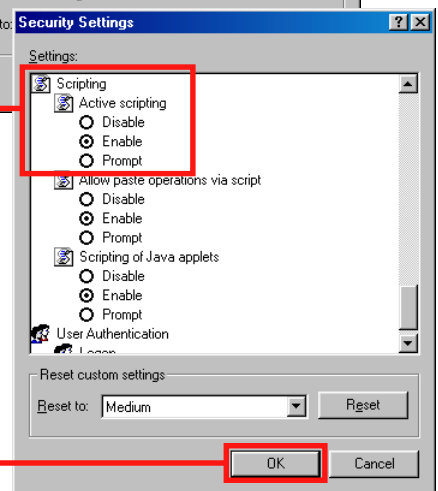 to:
Security Settings
Settings:
Scripting
Active scripting
Disable
Enable
Prompt
Allow paste operations via script
Disable
Enable
Prompt
Scripting of Java applets
Disable
Enable
Prompt
User Authentication
Logon
Reset custom settings
Reset to: Medium Reset
OK Cancel